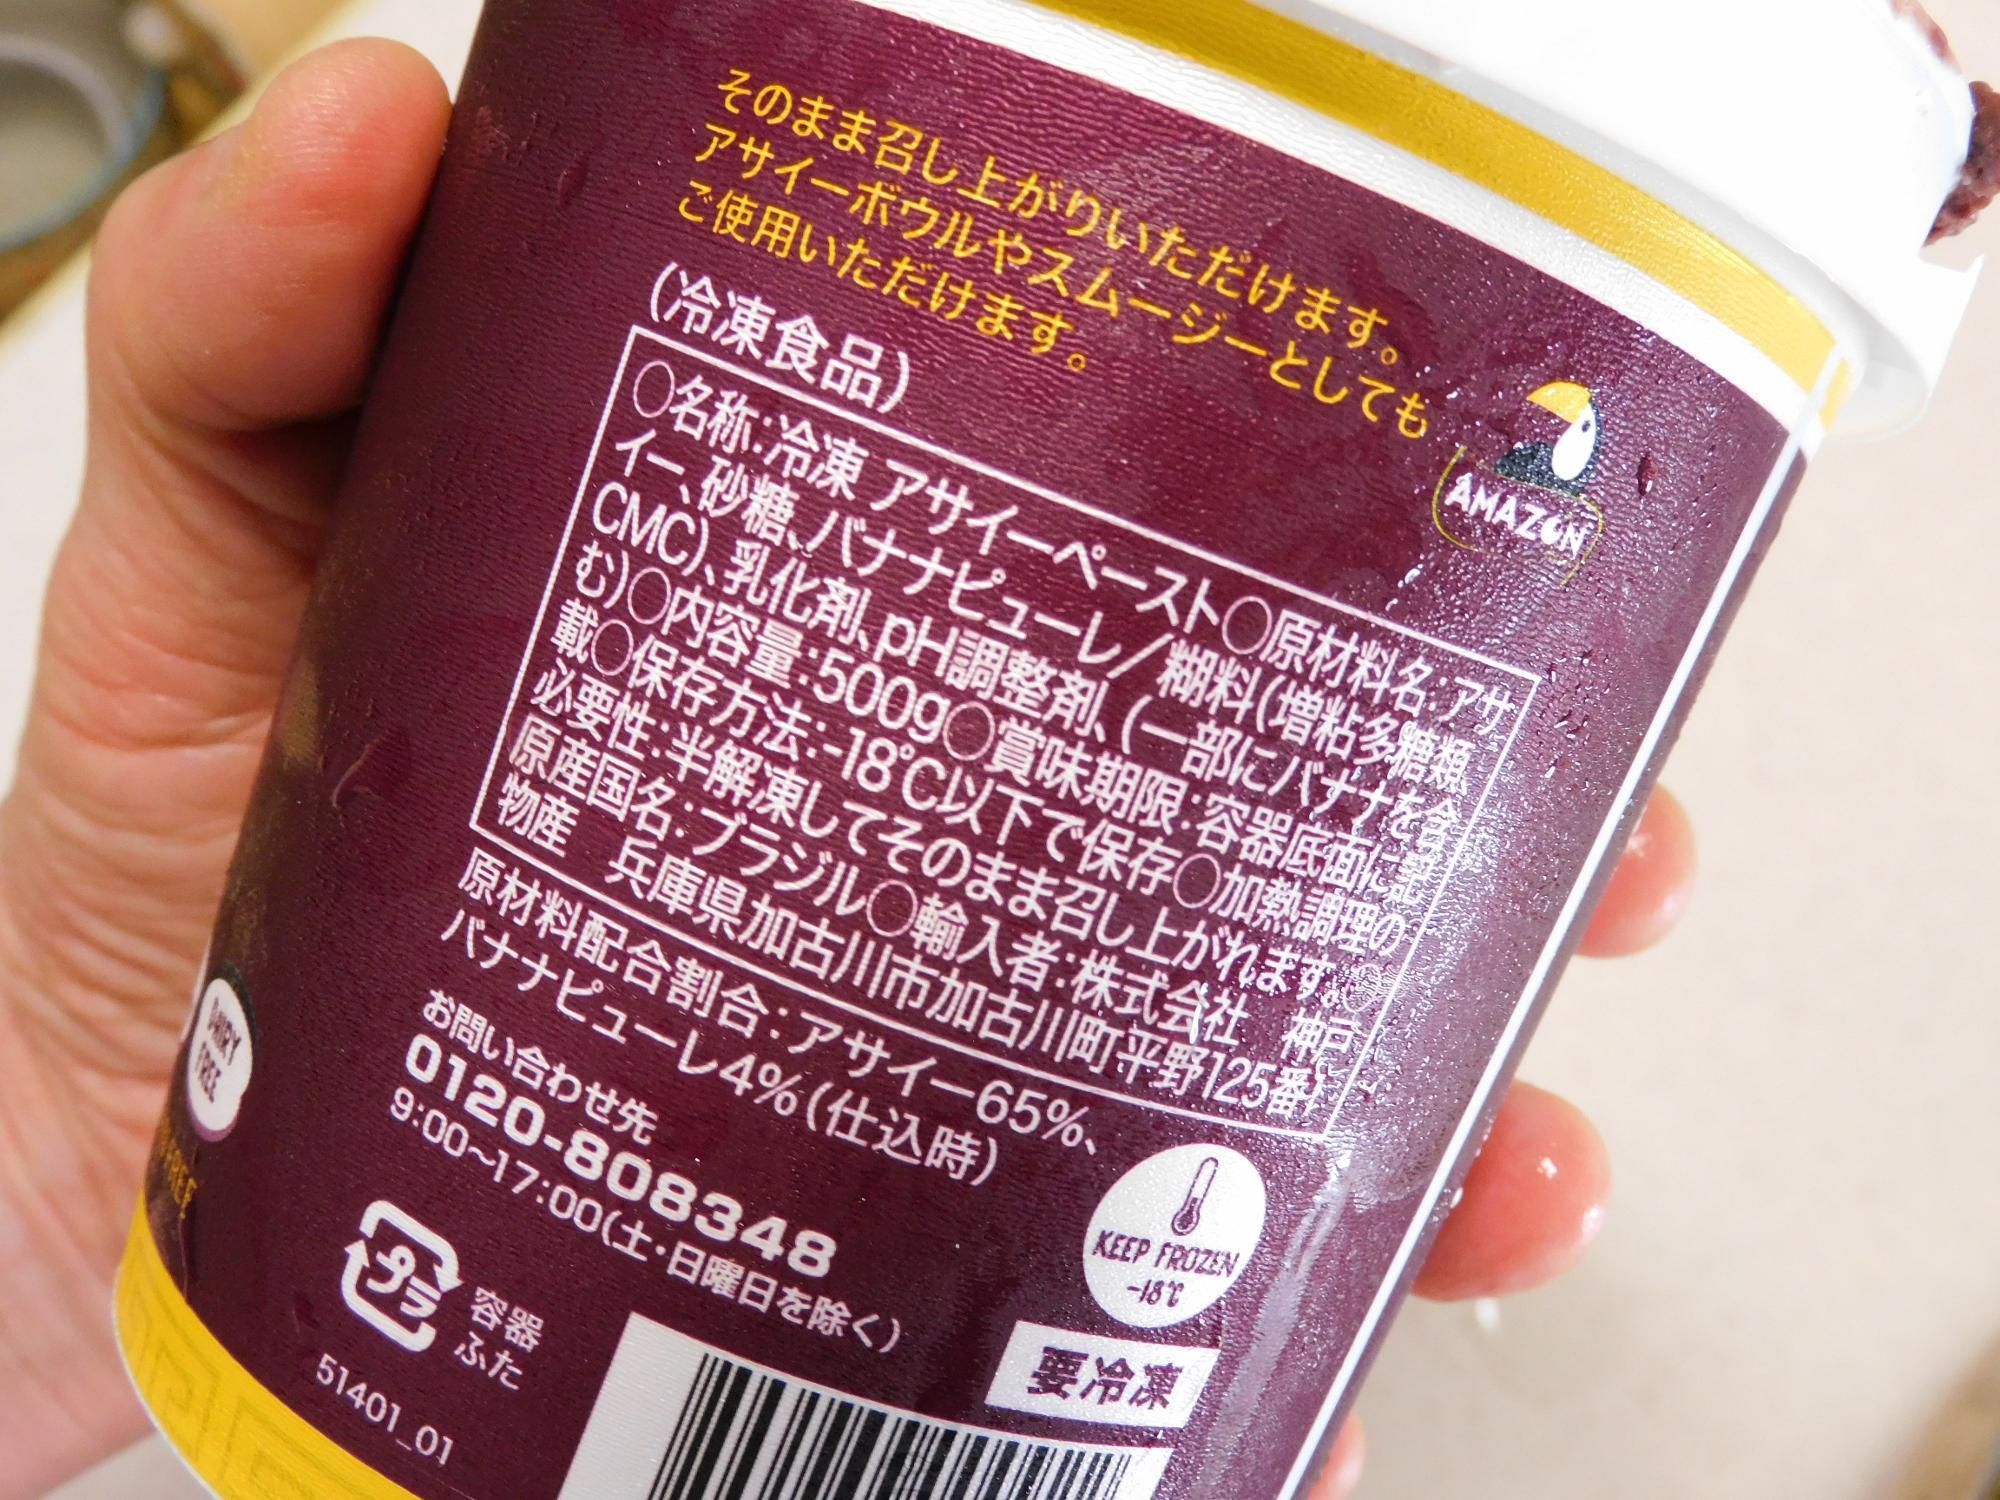 そのまま召し上がりいただけます。
アサイーボウルやスムージーとしても
ご使用いただけます。
AMAZON
(冷凍食品)
○名称:冷凍 アサイーペースト○原材料名:アサ
イー、砂糖、バナナピューレ/糊料(増粘多糖類
CMC)、乳化剤、pH調整剤、(一部にバナナを含
む)○内容量:500g○賞味期限:容器底面に記
載○保存方法:-18℃以下で保存○加熱調理の
必要性:半解凍してそのまま召し上がれます。○
原産国名:ブラジル○輸入者:株式会社 神戸
物産 兵庫県加古川市加古川町平野125番1
原材料配合割合:アサイー65%、
バナナピューレ4%(仕込時)
お問い合わせ先
0120-808348
9:00~17:00(土・日曜日を除く)
KEEP FROZEN
-18℃
要冷凍
プラ
容器
ふた
51401_01
DAIRY
FREE
FREE